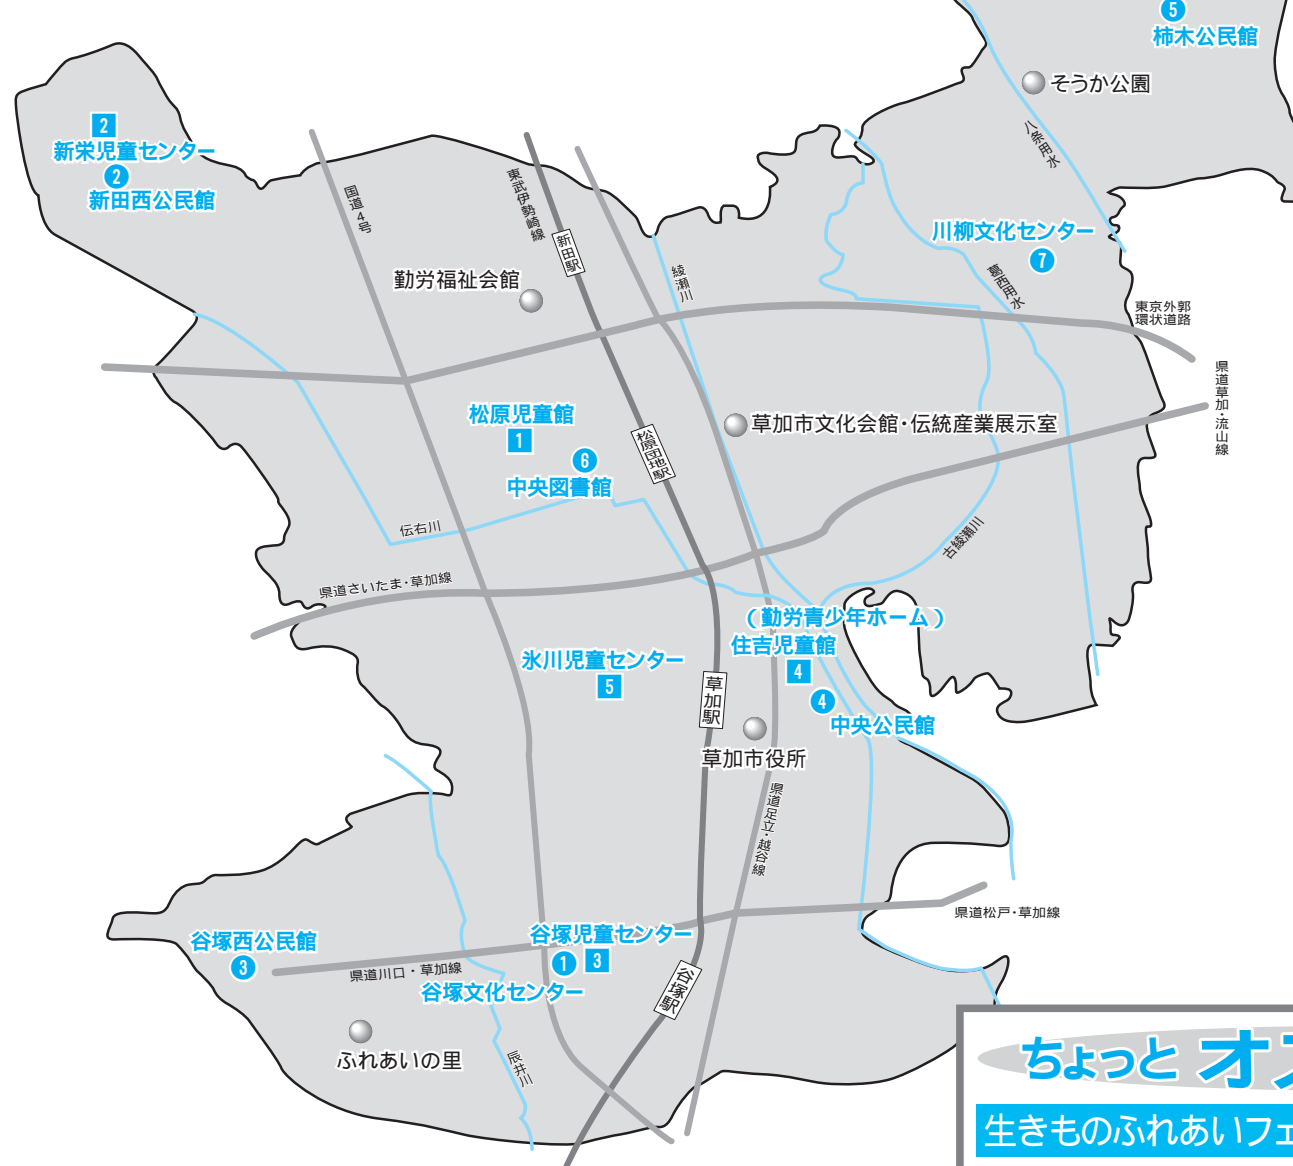 5
柿木公民館
そうか公園
八条用水
2
新栄児童センター
2
新田西公民館
国道4号
東武伊勢崎線
新田駅
綾瀬川
川柳文化センター
7
葛西用水
勤労福祉会館
東京外郭
環状道路
県道草加・流山線
松原児童館
1
6
中央図書館
松原団地駅
草加市文化会館・伝統産業展示室
伝右川
古綾瀬川
県道さいたま・草加線
(勤労青少年ホーム)
住吉児童館
4
4
中央公民館
氷川児童センター
5
草加駅
草加市役所
県道足立・越谷線
県道松戸・草加線
谷塚西公民館
3
県道川口・草加線
谷塚児童センター
1
3
谷塚文化センター
谷塚駅
ふれあいの里
辰井川
ちょっと オ
生きものふれあいフェ